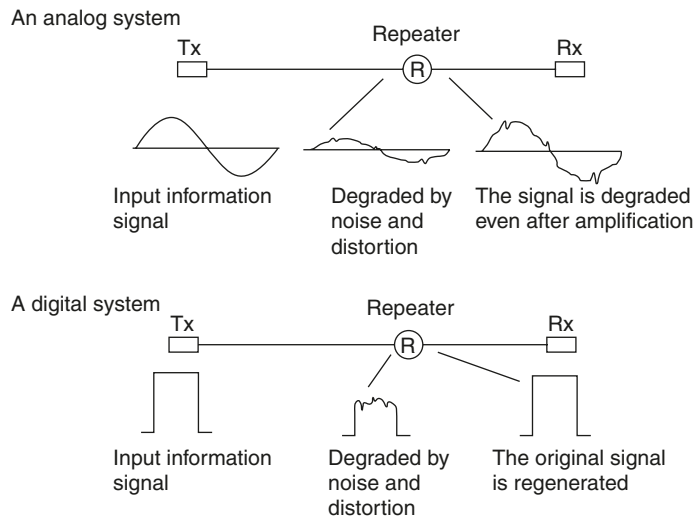 An analog system
Repeater
Tx
R
Rx
Input information
signal
Degraded by
noise and
distortion
The signal is degraded
even after amplification
A digital system
Repeater
Tx
R
Rx
Input information
signal
Degraded by
noise and
distortion
The original signal
is regenerated